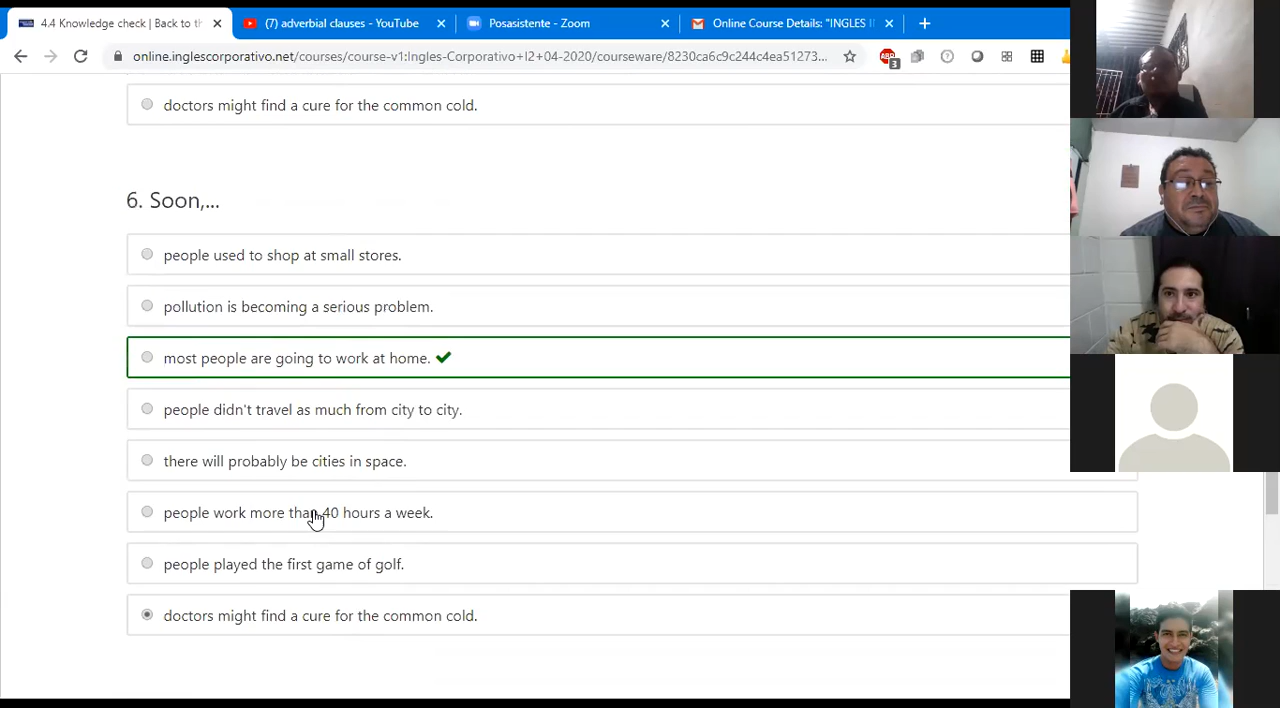 4.4 Knowledge check | Back to th
(7) adverbial clauses - YouTube
Posasistente - Zoom
Online Course Details: "INGLES I
online.inglescorporativo.net/courses/course-v1:Ingles-Corporativo+I2+04-2020/courseware/8230ca6c9c244c4ea51273...
3
doctors might find a cure for the common cold.
6. Soon,...
people used to shop at small stores.
pollution is becoming a serious problem.
most people are going to work at home.
people didn't travel as much from city to city.
there will probably be cities in space.
people work more than 40 hours a week.
people played the first game of golf.
doctors might find a cure for the common cold.